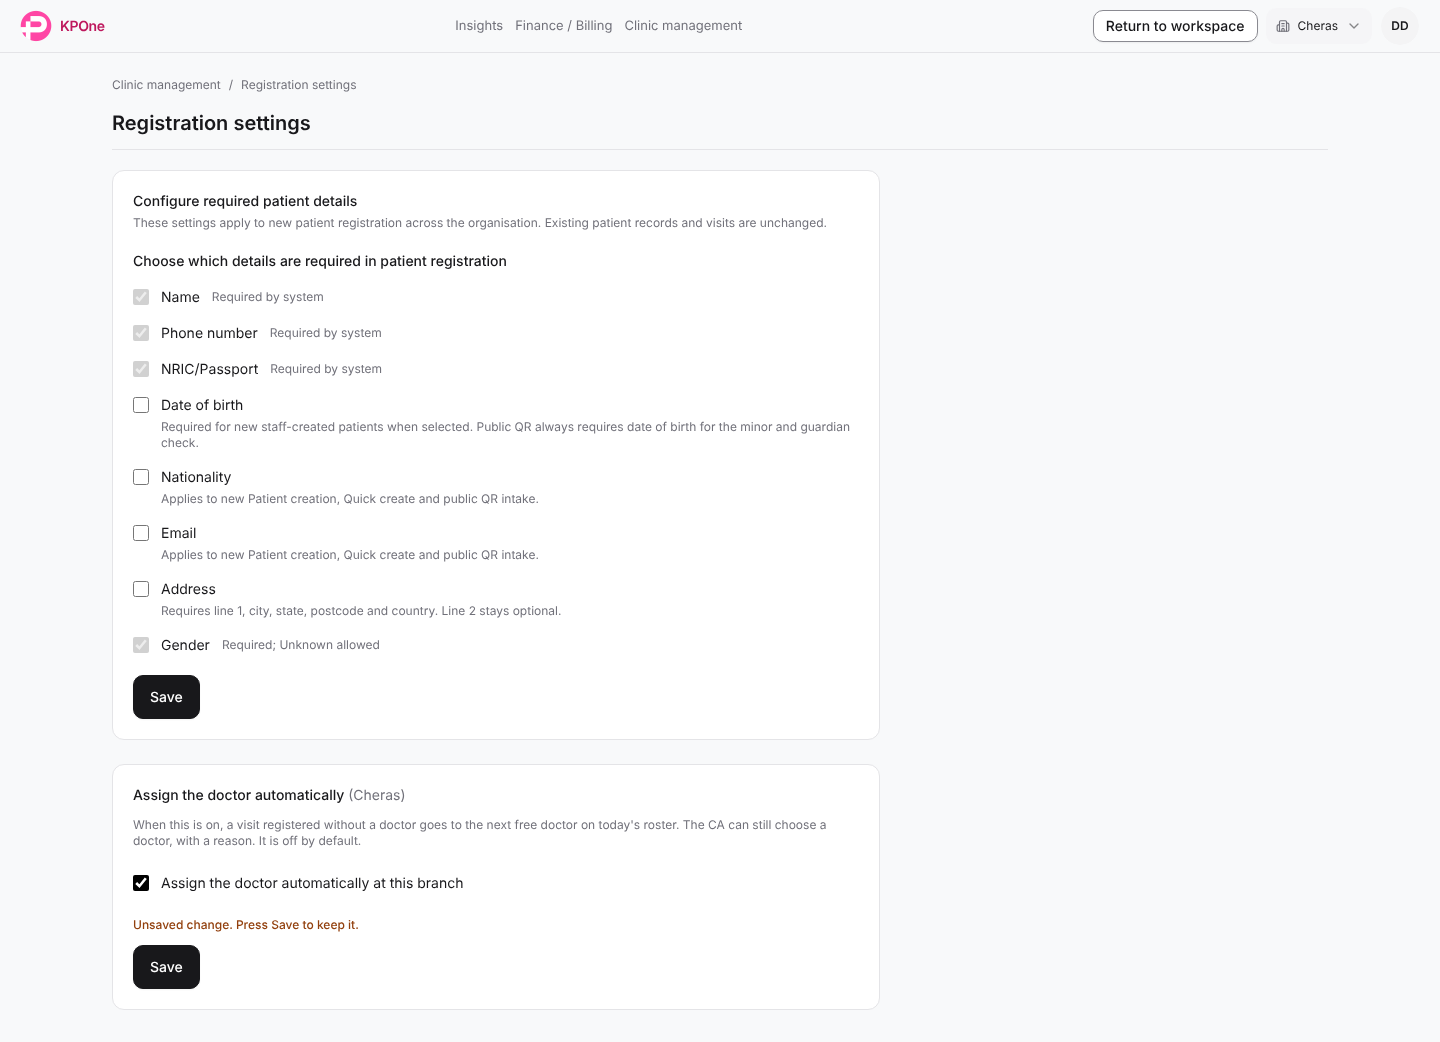 KPOne
Insights
Finance / Billing
Clinic management
Return to workspace
Cheras
DD
Clinic management / Registration settings
Registration settings
Configure required patient details
These settings apply to new patient registration across the organisation. Existing patient records and visits are unchanged.
Choose which details are required in patient registration
Name Required by system
Phone number Required by system
NRIC/Passport Required by system
Date of birth
Required for new staff-created patients when selected. Public QR always requires date of birth for the minor and guardian
check.
Nationality
Applies to new Patient creation, Quick create and public QR intake.
Email
Applies to new Patient creation, Quick create and public QR intake.
Address
Requires line 1, city, state, postcode and country. Line 2 stays optional.
Gender Required; Unknown allowed
Save
Assign the doctor automatically (Cheras)
When this is on, a visit registered without a doctor goes to the next free doctor on today's roster. The CA can still choose a
doctor, with a reason. It is off by default.
Assign the doctor automatically at this branch
Unsaved change. Press Save to keep it.
Save